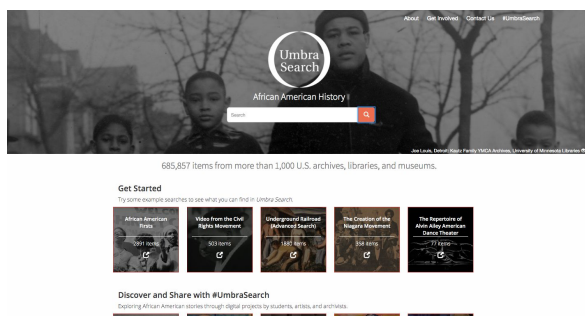 About Get Involved Contact Us #UmbraSearch
Umbra
Search
African American History
Search
Joe Louis, Detroit. Kautz Family YMCA Archives, University of Minnesota Libraries
685,857 items from more than 1,000 U.S. archives, libraries, and museums.
Get Started
Try some example searches to see what you can find in Umbra Search.
African American
Firsts
2891 items
Video from the Civil
Rights Movement
503 items
Underground Railroad
(Advanced Search)
1880 items
The Creation of the
Niagara Movement
358 items
The Repertoire of
Alvin Ailey American
Dance Theater
77 items
Discover and Share with #UmbraSearch
Exploring African American stories through digital projects by students, artists, and archivists.